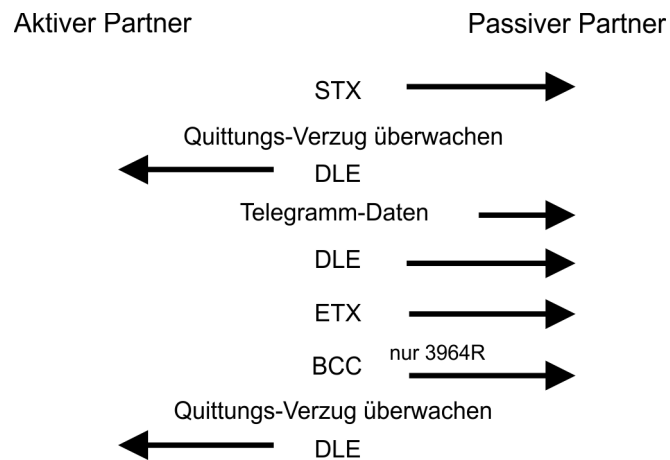 Aktiver Partner Passiver Partner
STX
Quittungs-Verzug überwachen
DLE
Telegramm-Daten
DLE
ETX
BCC nur 3964R
Quittungs-Verzug überwachen
DLE